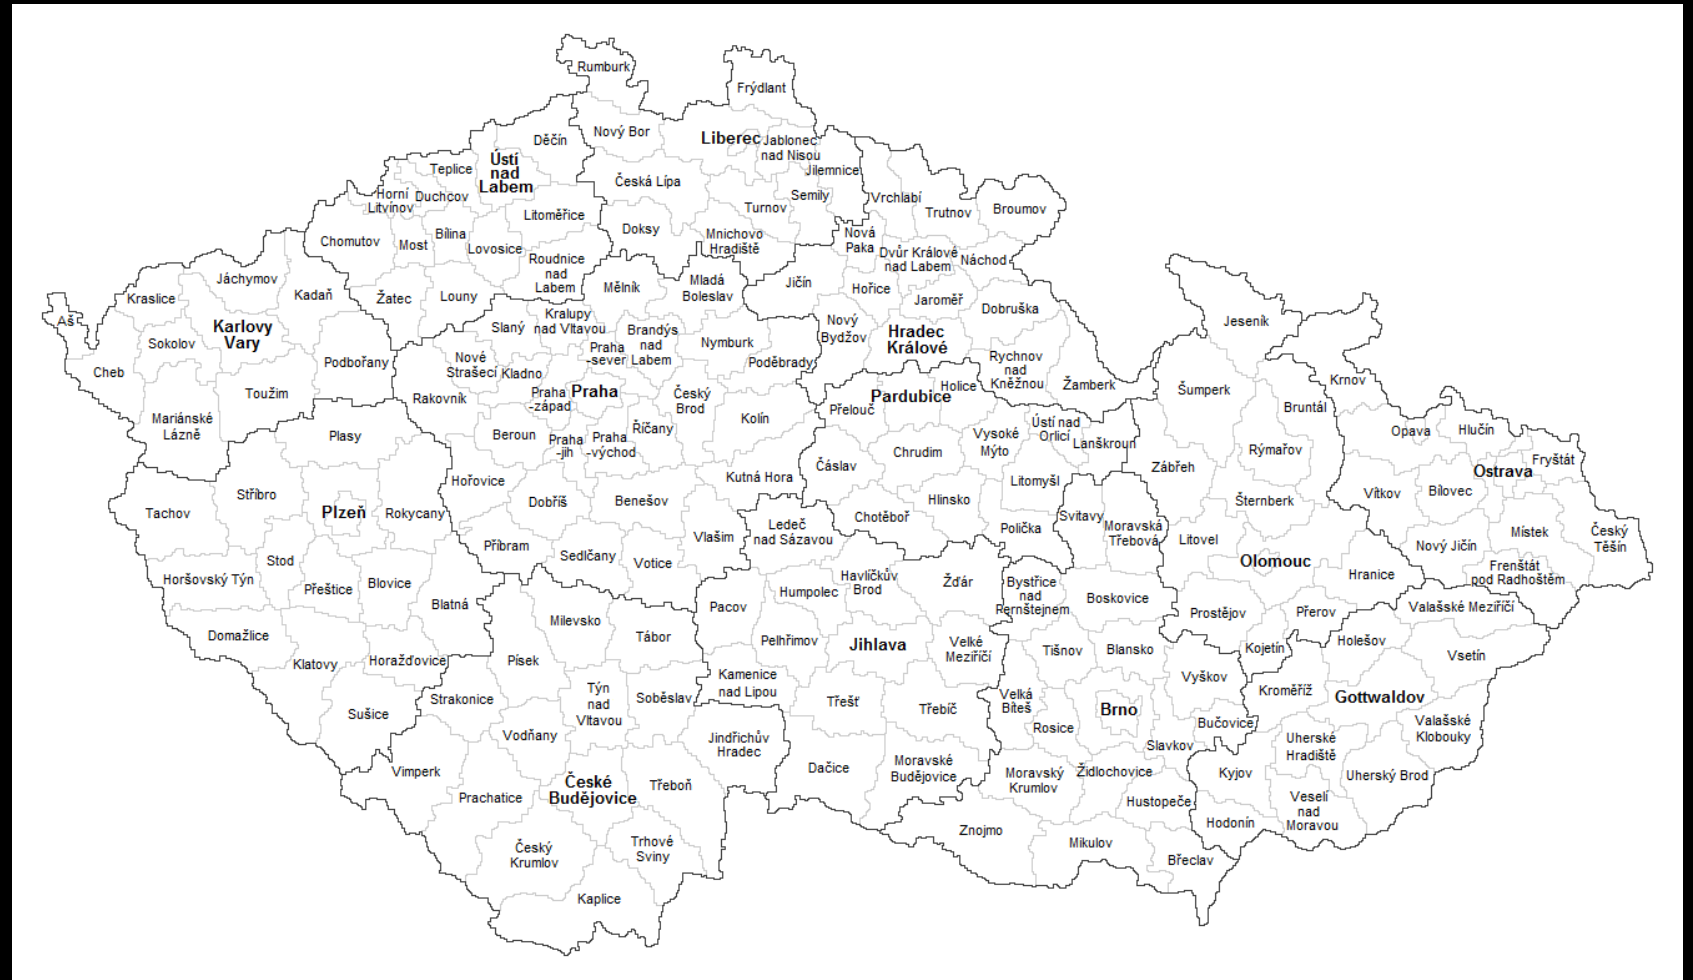 Rumburk
Frýdlant
Děčín
Nový Bor
Liberec
Jablonec
nad Nisou
Ústí
nad
Labem
Teplice
Jilemnice
Česká Lípa
Horní
Litvínov
Duchcov
Semily
Vrchlabí
Turnov
Trutnov
Broumov
Litoměřice
Chomutov
Most
Bílina
Lovosice
Doksy
Mnichovo
Hradiště
Nová
Paka
Dvůr Králové
nad Labem
Náchod
Roudnice
nad
Labem
Jáchymov
Kadaň
Kraslice
Žatec
Louny
Mělník
Mladá
Boleslav
Jičín
Hořice
Jaroměř
Dobruška
Aš
Karlovy
Vary
Sokolov
Slaný
Kralupy
nad Vltavou
Brandýs
nad
Labem
Praha
-sever
Nymburk
Nový
Bydžov
Hradec
Králové
Jeseník
Cheb
Podbořany
Nové
Strašecí
Kladno
Poděbrady
Rychnov
nad
Kněžnou
Žamberk
Krnov
Toužim
Rakovník
Praha
-západ
Praha
Český
Brod
Holice
Pardubice
Přelouč
Šumperk
Bruntál
Mariánské
Lázně
Plasy
Beroun
Praha
-jih
Praha
-východ
Říčany
Kolín
Vysoké
Mýto
Ústí nad
Orlicí
Lanškroun
Opava
Hlučín
Chrudim
Čáslav
Rýmařov
Zábřeh
Ostrava
Fryštát
Hořovice
Kutná Hora
Litomyšl
Vítkov
Bílovec
Stříbro
Tachov
Plzeň
Rokycany
Dobříš
Benešov
Hlinsko
Šternberk
Chotěboř
Svitavy
Moravská
Třebová
Polička
Litovel
Ledeč
nad Sázavou
Místek
Český
Těšín
Příbram
Sedlčany
Votice
Vlašim
Nový Jičín
Stod
Olomouc
Hranice
Frenštát
pod Radhoštěm
Horšovský Týn
Přeštice
Blovice
Blatná
Pacov
Humpolec
Havlíčkův
Brod
Žďár
Bystřice
nad
Pernštejnem
Boskovice
Prostějov
Přerov
Valašské Meziříčí
Domažlice
Milevsko
Tábor
Pelhřimov
Jihlava
Velké
Meziříčí
Tišnov
Blansko
Kojetín
Holešov
Vsetín
Klatovy
Horažďovice
Písek
Kamenice
nad Lipou
Vyškov
Kroměříž
Gottwaldov
Sušice
Strakonice
Týn
nad
Vltavou
Soběslav
Třešť
Třebíč
Velká
Bíteš
Brno
Rosice
Bučovice
Valašské
Klobouky
Vodňany
Jindřichův
Hradec
Slavkov
Uherské
Hradiště
Vimperk
Dačice
Moravské
Budějovice
Moravský
Krumlov
Židlochovice
Kyjov
Uherský Brod
České
Budějovice
Třeboň
Prachatice
Hustopeče
Veselí
nad
Moravou
Znojmo
Hodonín
Český
Krumlov
Trhové
Sviny
Mikulov
Břeclav
Kaplice